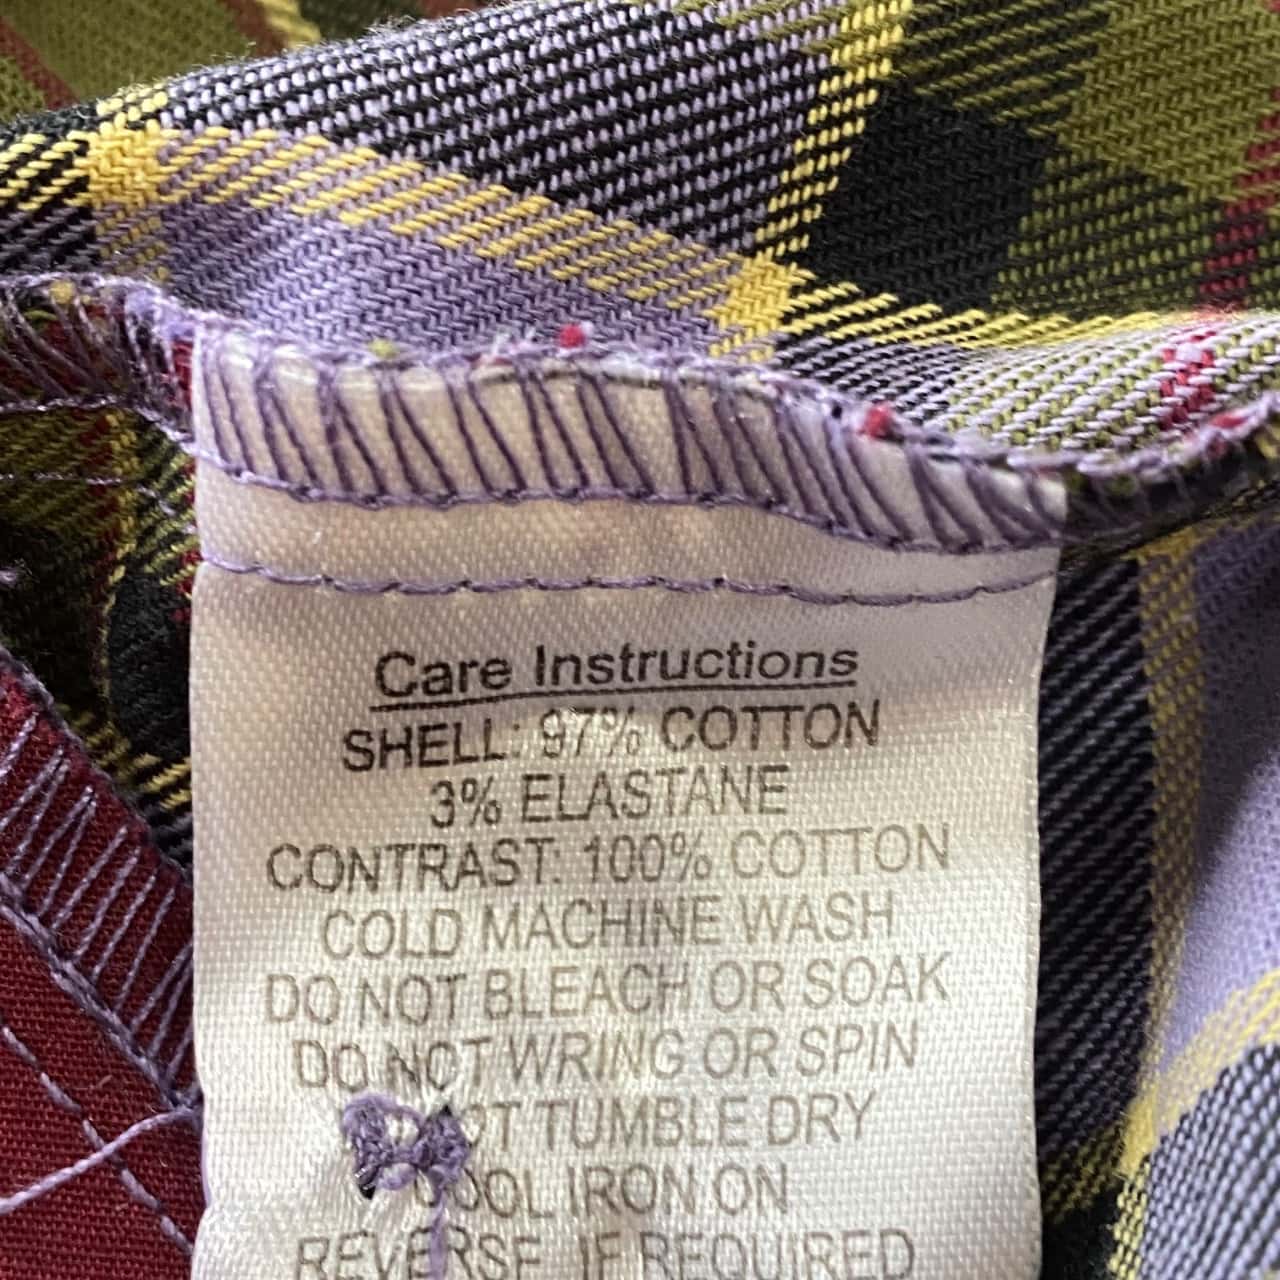 Care Instructions
SHELL: 97% COTTON
3% ELASTANE
CONTRAST: 100% COTTON
COLD MACHINE WASH
DO NOT BLEACH OR SOAK
DO NOT WRING OR SPIN
TUMBLE DRY
IRON ON
REVERSE IF REQUIRED